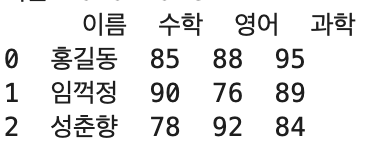 이름 수학 영어 과학
0 홍길동 85 88 95
1 임꺽정 90 76 89
2 성춘향 78 92 84